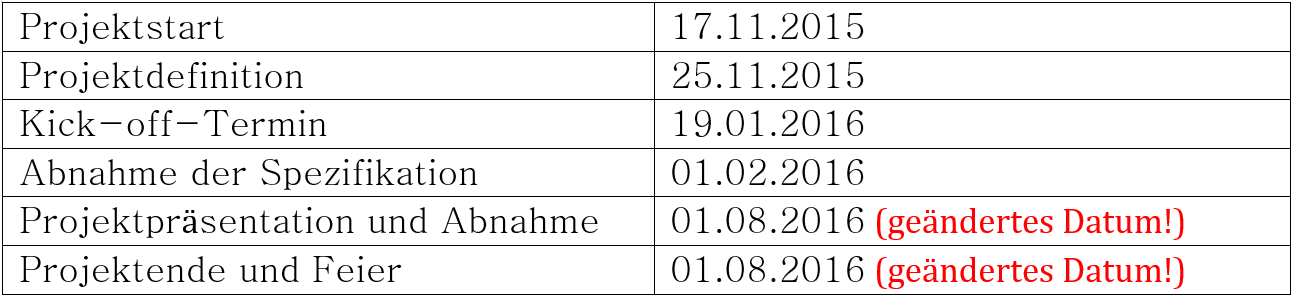 Projektstart 17.11.2015
Projektdefinition 25.11.2015
Kick-off-Termin 19.01.2016
Abnahme der Spezifikation 01.02.2016
Projektpräsentation und Abnahme 01.08.2016 (geändertes Datum!)
Projektende und Feier 01.08.2016 (geändertes Datum!)